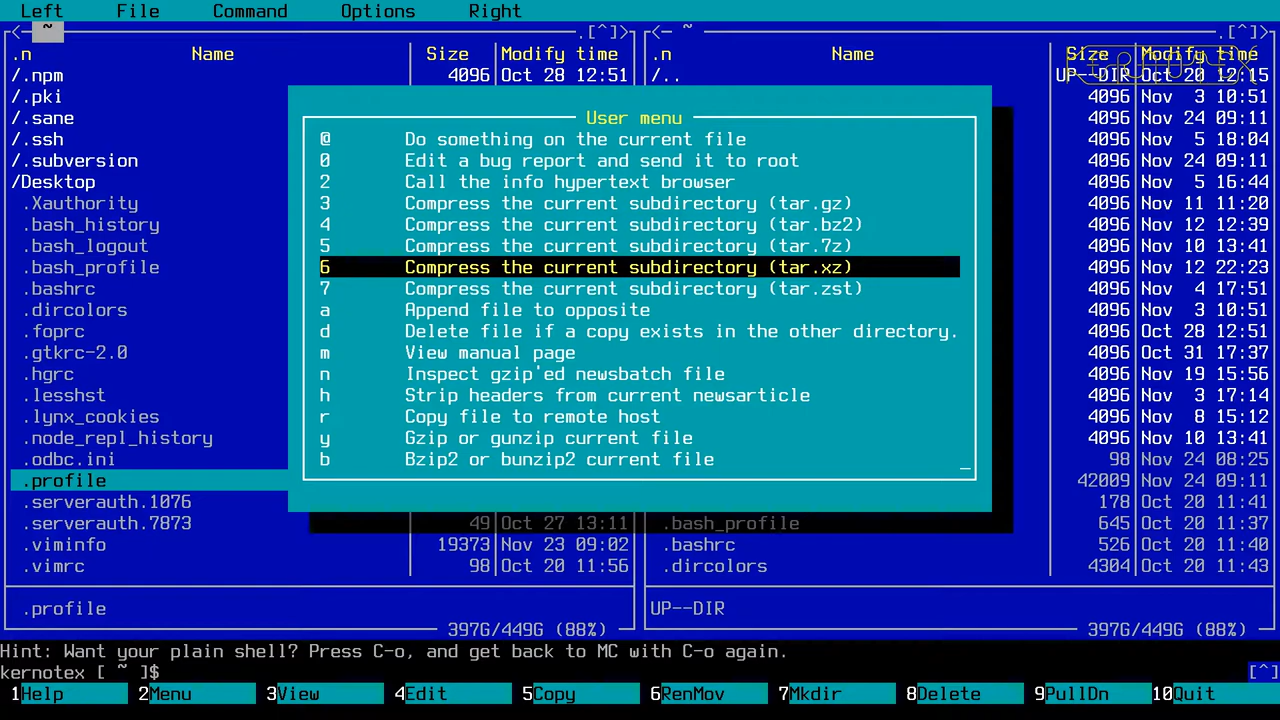 Left File Command Options Right
~ .[^]> ~ .[^]>
.n Name Size Modify time .n Name Size Modify time
/.npm 4096 Oct 28 12:51 /.. UP--DIR Oct 20 12:15
/.pki 4096 Nov 3 10:51
User menu
/.sane 4096 Nov 24 09:11
/.ssh @ Do something on the current file 4096 Nov 5 18:04
/.subversion 0 Edit a bug report and send it to root 4096 Nov 24 09:11
/Desktop 2 Call the info hypertext browser 4096 Nov 5 16:44
.Xauthority 3 Compress the current subdirectory (tar.gz) 4096 Nov 11 11:20
.bash_history 4 Compress the current subdirectory (tar.bz2) 4096 Nov 12 12:39
.bash_logout 5 Compress the current subdirectory (tar.7z) 4096 Nov 10 13:41
.bash_profile 6 Compress the current subdirectory (tar.xz) 4096 Nov 12 22:23
.bashrc 7 Compress the current subdirectory (tar.zst) 4096 Nov 4 17:51
.dircolors a Append file to opposite 4096 Nov 3 10:51
.foprc d Delete file if a copy exists in the other directory. 4096 Oct 28 12:51
.gtkrc-2.0 m View manual page 4096 Oct 31 17:37
.hgrc n Inspect gzip'ed newsbatch file 4096 Nov 19 15:56
.lesshst h Strip headers from current newsarticle 4096 Nov 3 17:14
.lynx_cookies r Copy file to remote host 4096 Nov 8 15:12
.node_repl_history y Gzip or gunzip current file 4096 Nov 10 13:41
.odbc.ini b Bzip2 or bunzip2 current file 98 Nov 24 08:25
.profile 42009 Nov 24 09:11
.serverauth.1076 178 Oct 20 11:41
.serverauth.7873 49 Oct 27 13:11 .bash_profile 645 Oct 20 11:37
.viminfo 19373 Nov 23 09:02 .bashrc 526 Oct 20 11:40
.vimrc 98 Oct 20 11:56 .dircolors 4304 Oct 20 11:43
.profile UP--DIR
397G/449G (88%) 397G/449G (88%)
Hint: Want your plain shell? Press C-o, and get back to MC with C-o again.
kernotex [ ~ ]$ [^]
1Help 2Menu 3View 4Edit 5Copy 6RenMov 7Mkdir 8Delete 9PullDn 10Quit